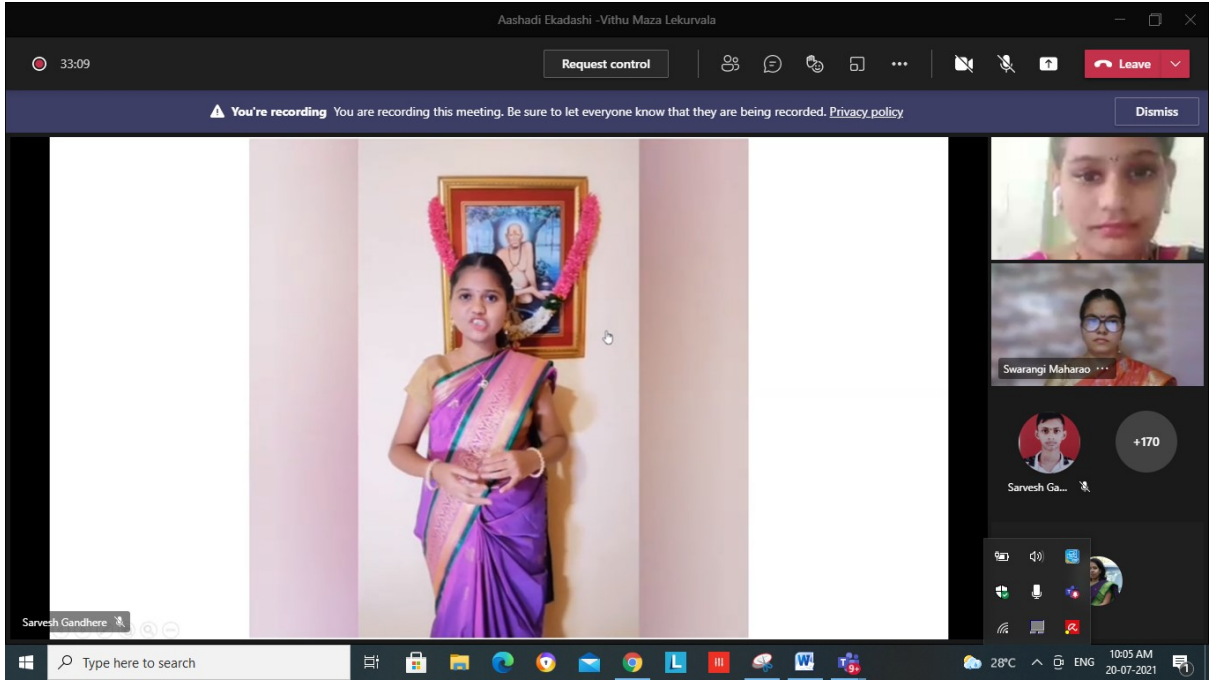 Aashadi Ekadashi -Vithu Maza Lekurvala
33:09
Request control
Leave
You're recording You are recording this meeting. Be sure to let everyone know that they are being recorded. Privacy policy
Dismiss
Swarangi Maharao ...
+170
Sarvesh Ga...
Sarvesh Gandhere
Type here to search
L
W
T
9+
28°C
ENG
10:05 AM
20-07-2021
1